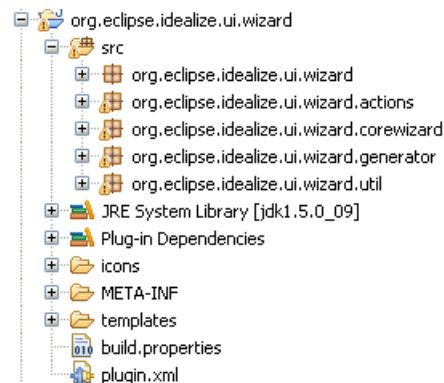 org.eclipse.idealize.ui.wizard
src
org.eclipse.idealize.ui.wizard
org.eclipse.idealize.ui.wizard.actions
org.eclipse.idealize.ui.wizard.corewizard
org.eclipse.idealize.ui.wizard.generator
org.eclipse.idealize.ui.wizard.util
JRE System Library [jdk1.5.0_09]
Plug-in Dependencies
icons
META-INF
templates
build.properties
plugin.xml